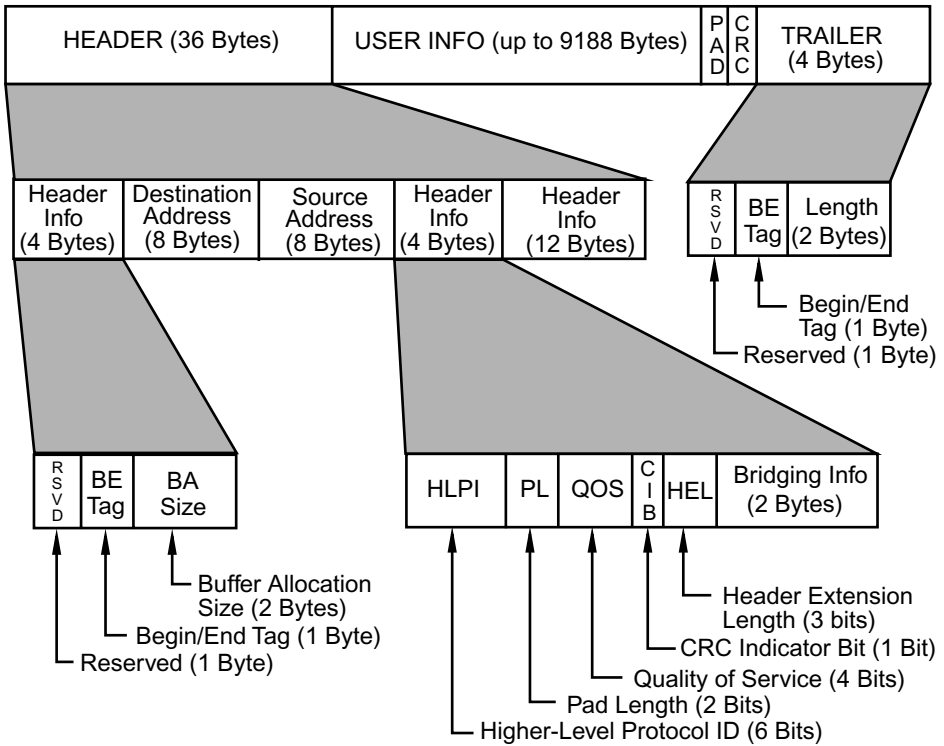 HEADER (36 Bytes)
USER INFO (up to 9188 Bytes)
PAD
CRC
TRAILER
(4 Bytes)
Header
Info
(4 Bytes)
Destination
Address
(8 Bytes)
Source
Address
(8 Bytes)
Header
Info
(4 Bytes)
Header
Info
(12 Bytes)
RSVD
BE
Tag
Length
(2 Bytes)
Begin/End
Tag (1 Byte)
Reserved (1 Byte)
RSVD
BE
Tag
BA
Size
Buffer Allocation
Size (2 Bytes)
Begin/End Tag (1 Byte)
Reserved (1 Byte)
HLPI
PL
QOS
CIB
HEL
Bridging Info
(2 Bytes)
Header Extension
Length (3 bits)
CRC Indicator Bit (1 Bit)
Quality of Service (4 Bits)
Pad Length (2 Bits)
Higher-Level Protocol ID (6 Bits)